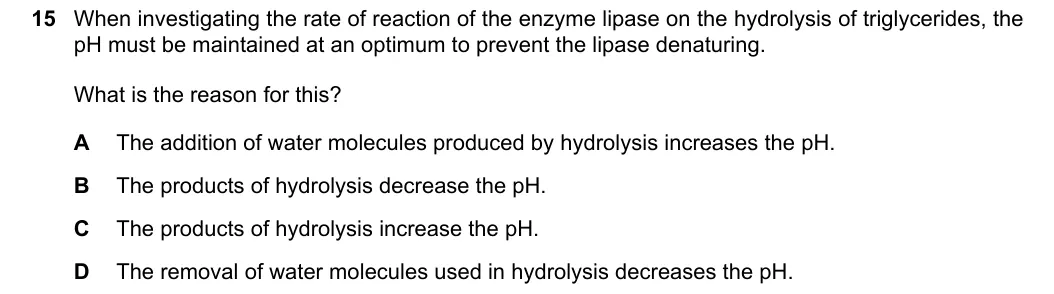 15 When investigating the rate of reaction of the enzyme lipase on the hydrolysis of triglycerides, the
pH must be maintained at an optimum to prevent the lipase denaturing.
What is the reason for this?
A The addition of water molecules produced by hydrolysis increases the pH.
B The products of hydrolysis decrease the pH.
C The products of hydrolysis increase the pH.
D The removal of water molecules used in hydrolysis decreases the pH.